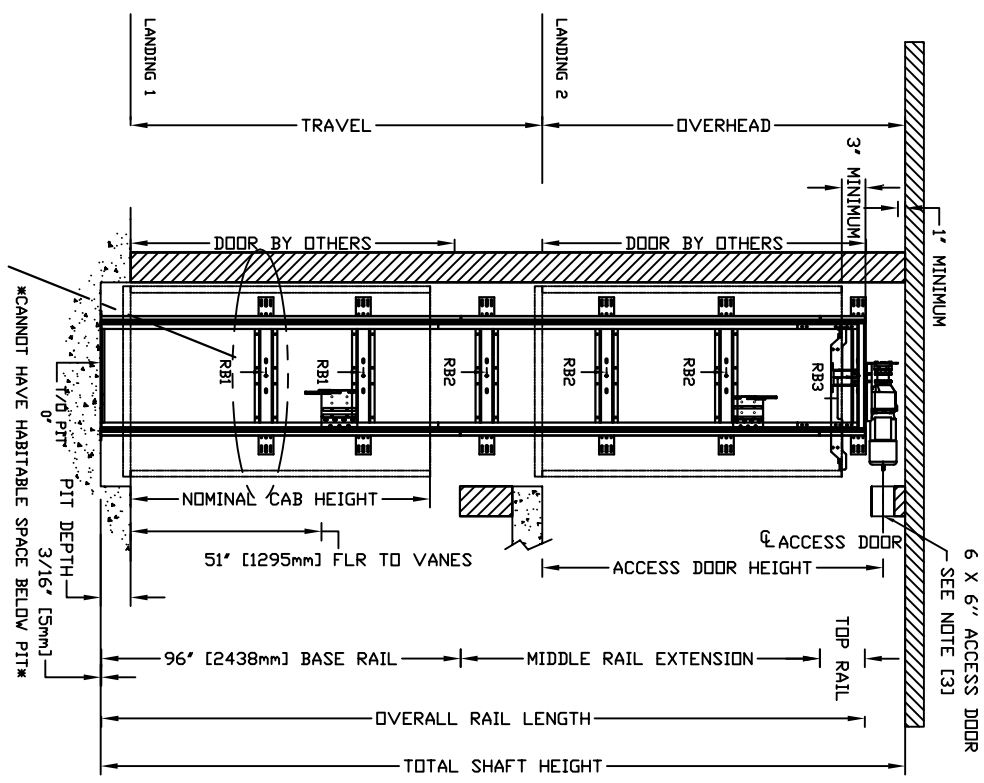 LANDING 1
LANDING 2
TRAVEL
OVERHEAD
3" MINIMUM
1" MINIMUM
DOOR BY OTHERS
DOOR BY OTHERS
RB1
RB1
RB2
RB2
RB2
RB3
T/O PIT
0"
*CANNOT HAVE HABITABLE SPACE BELOW PIT*
PIT DEPTH
3/16" [5mm]
NOMINAL CAB HEIGHT
51" [1295mm] FLR TO VANES
℄ ACCESS DOOR
ACCESS DOOR HEIGHT
6 X 6" ACCESS DOOR
SEE NOTE [3]
96" [2438mm] BASE RAIL
MIDDLE RAIL EXTENSION
TOP RAIL
OVERALL RAIL LENGTH
TOTAL SHAFT HEIGHT